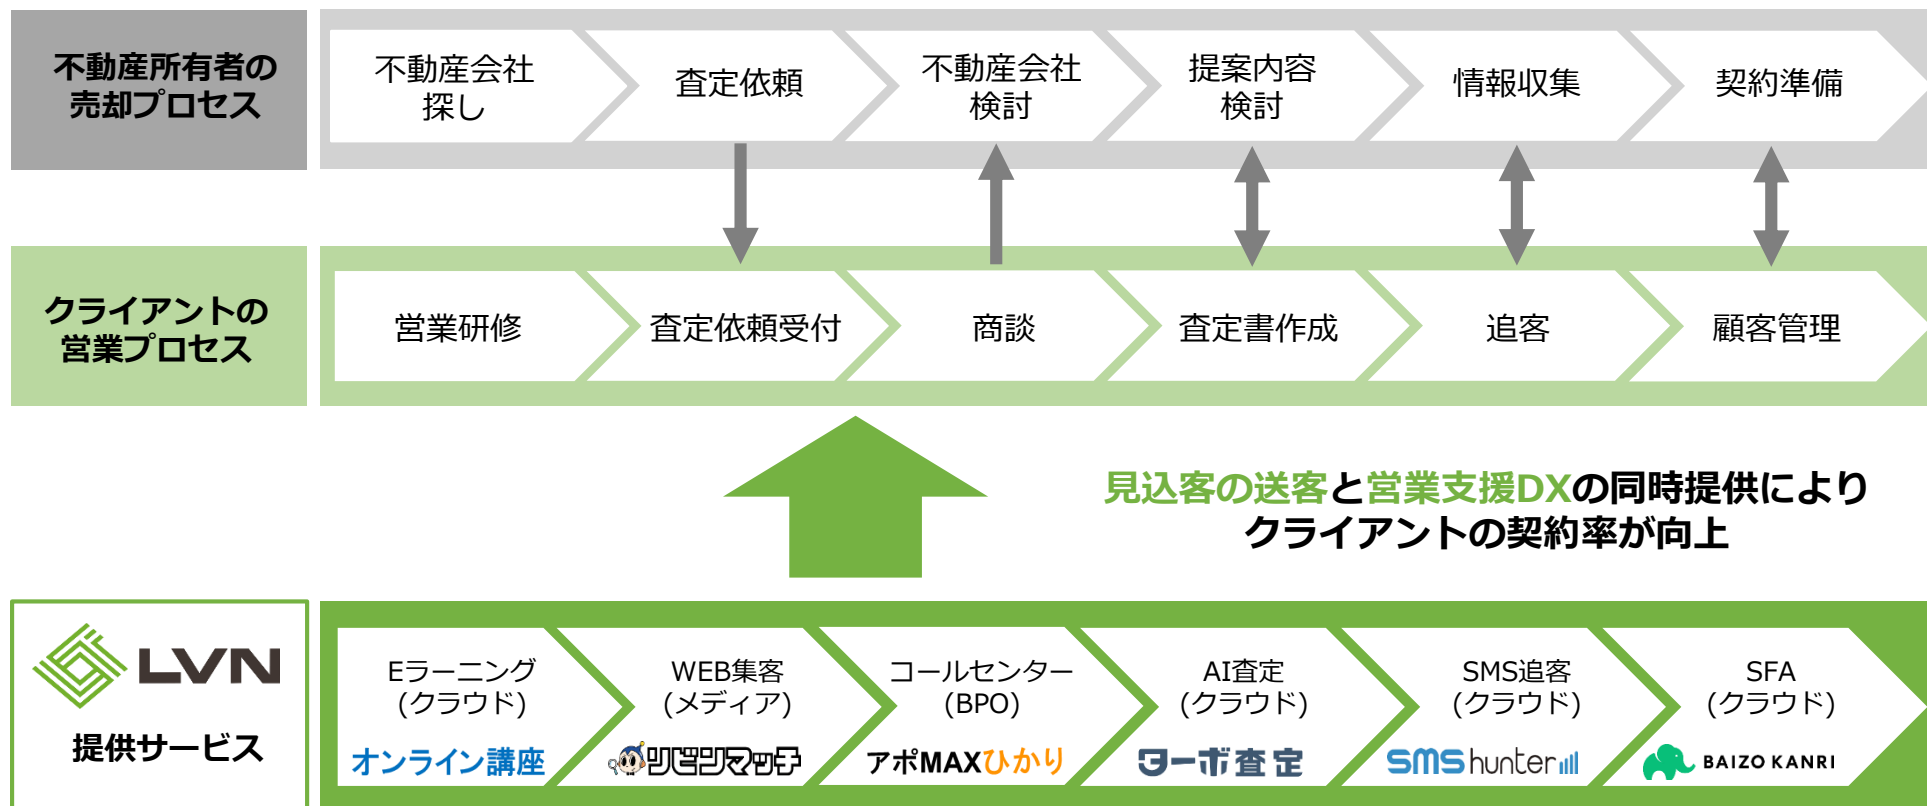 不動産所有者の
売却プロセス
不動産会社
探し
査定依頼
不動産会社
検討
提案内容
検討
情報収集
契約準備
クライアントの
営業プロセス
営業研修
査定依頼受付
商談
査定書作成
追客
顧客管理
見込客の送客と営業支援DXの同時提供により
クライアントの契約率が向上
LVN
提供サービス
Eラーニング
(クラウド)
オンライン講座
WEB集客
(メディア)
リビンマッチ
コールセンター
(BPO)
アポMAXひかり
AI査定
(クラウド)
ターボ査定
SMS追客
(クラウド)
SMS hunter
SFA
(クラウド)
BAIZO KANRI